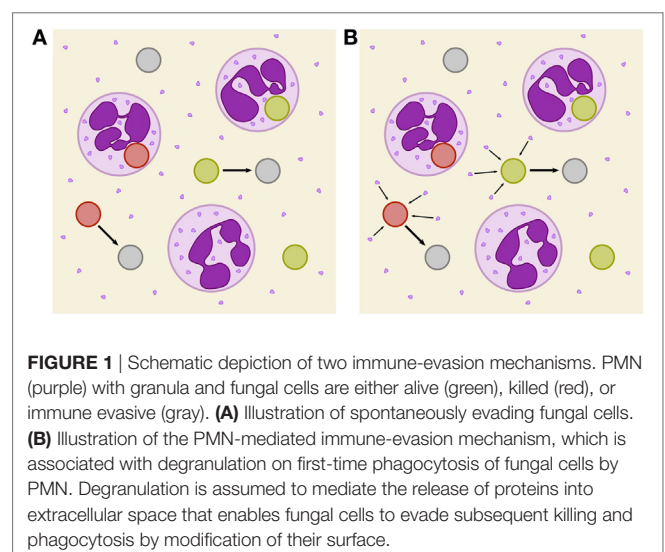 A
B
FIGURE 1 | Schematic depiction of two immune-evasion mechanisms. PMN
(purple) with granula and fungal cells are either alive (green), killed (red), or
immune evasive (gray). (A) Illustration of spontaneously evading fungal cells.
(B) Illustration of the PMN-mediated immune-evasion mechanism, which is
associated with degranulation on first-time phagocytosis of fungal cells by
PMN. Degranulation is assumed to mediate the release of proteins into
extracellular space that enables fungal cells to evade subsequent killing and
phagocytosis by modification of their surface.